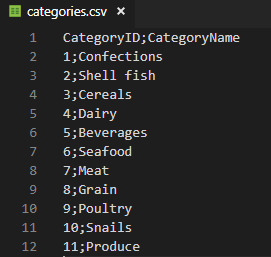 categories.csv
1 CategoryID;CategoryName
2 1;Confections
3 2;Shell fish
4 3;Cereals
5 4;Dairy
6 5;Beverages
7 6;Seafood
8 7;Meat
9 8;Grain
10 9;Poultry
11 10;Snails
12 11;Produce